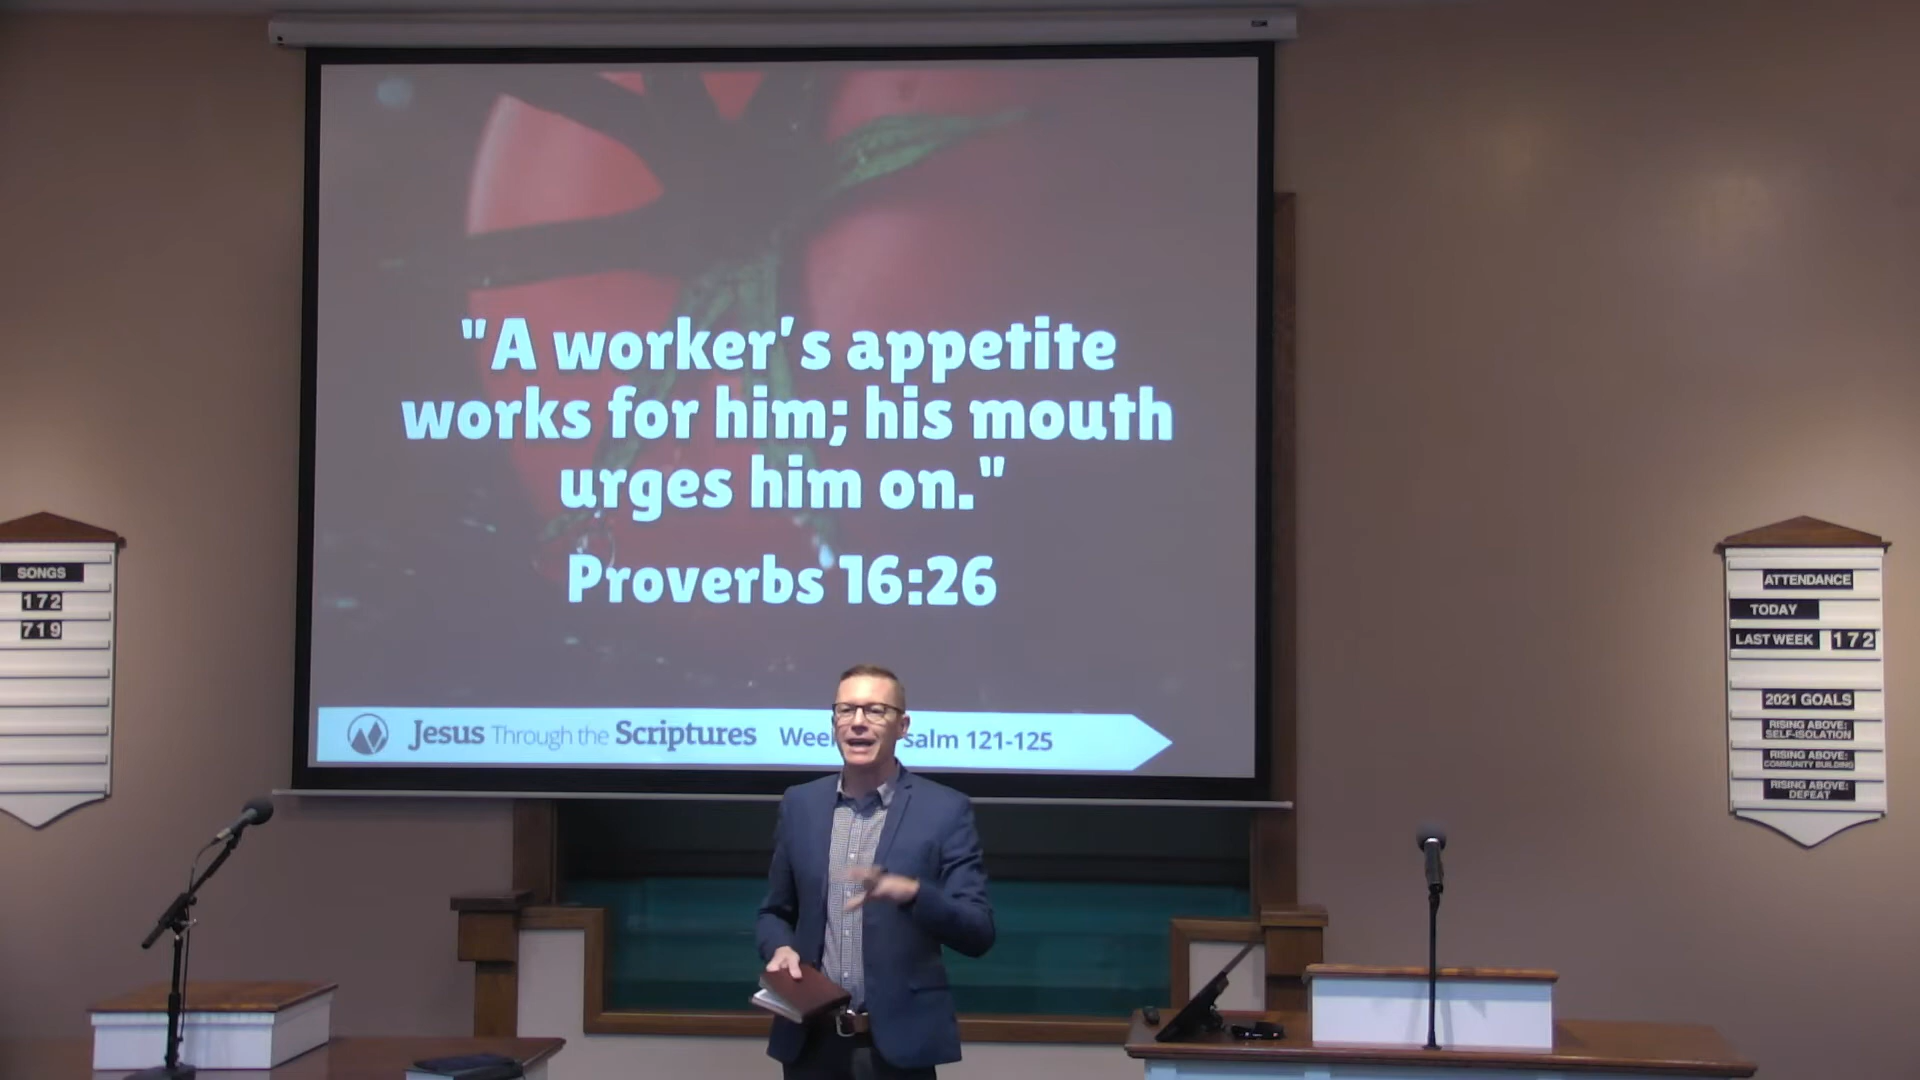 "A worker's appetite
works for him; his mouth
urges him on."
Proverbs 16:26
Jesus Through the Scriptures
salm 121-125
SONGS
172
719
ATTENDANCE
TODAY
LAST WEEK 172
2021 GOALS
RISING ABOVE:
SELF-ISOLATION
RISING ABOVE:
COMMUNITY BUILDING
RISING ABOVE:
DEFEAT